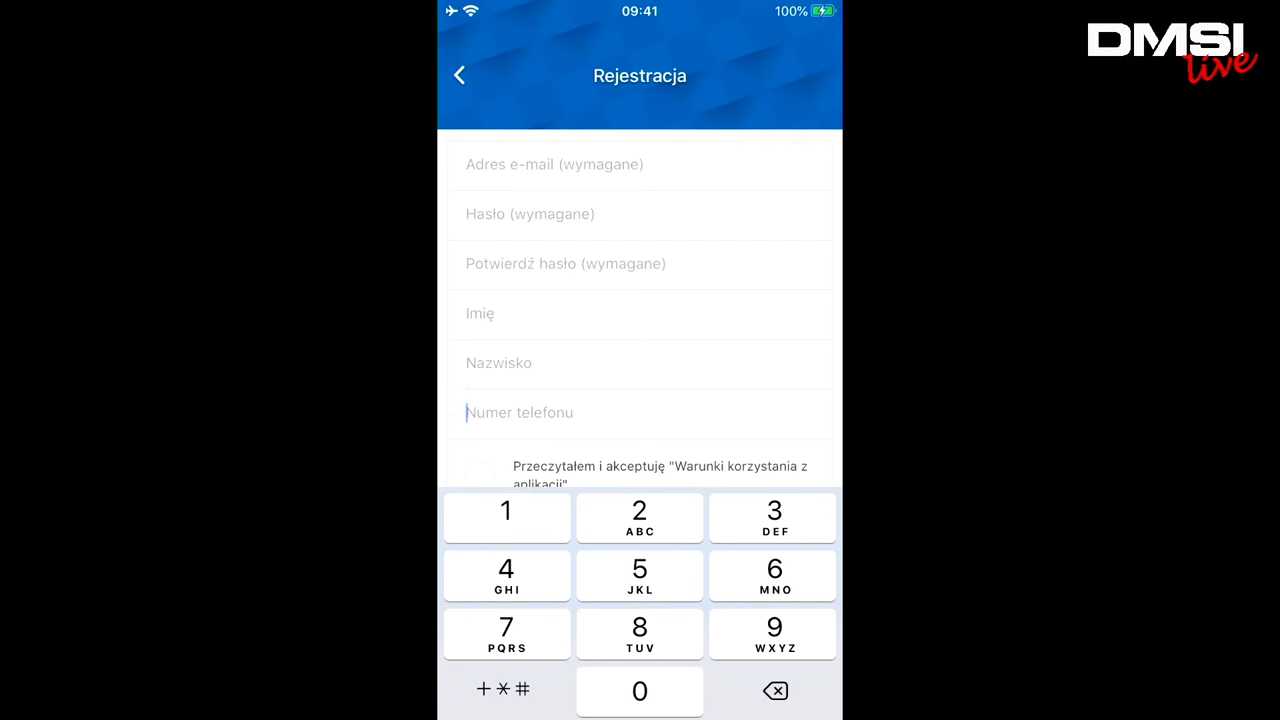 09:41
100%
DMSI
live
Rejestracja
Adres e-mail (wymagane)
Hasło (wymagane)
Potwierdź hasło (wymagane)
Imię
Nazwisko
Numer telefonu
Przeczytałem i akceptuję "Warunki korzystania z
aplikacji"
1
2
ABC
3
DEF
4
GHI
5
JKL
6
MNO
7
PQRS
8
TUV
9
WXYZ
+*#
0